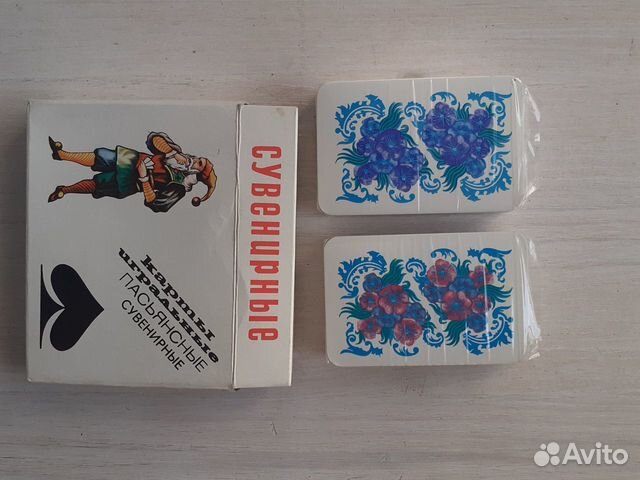 СУВЕНИРНЫЕ
карты
игральные
ПАСЬЯНСНЫЕ
СУВЕНИРНЫЕ
Avito